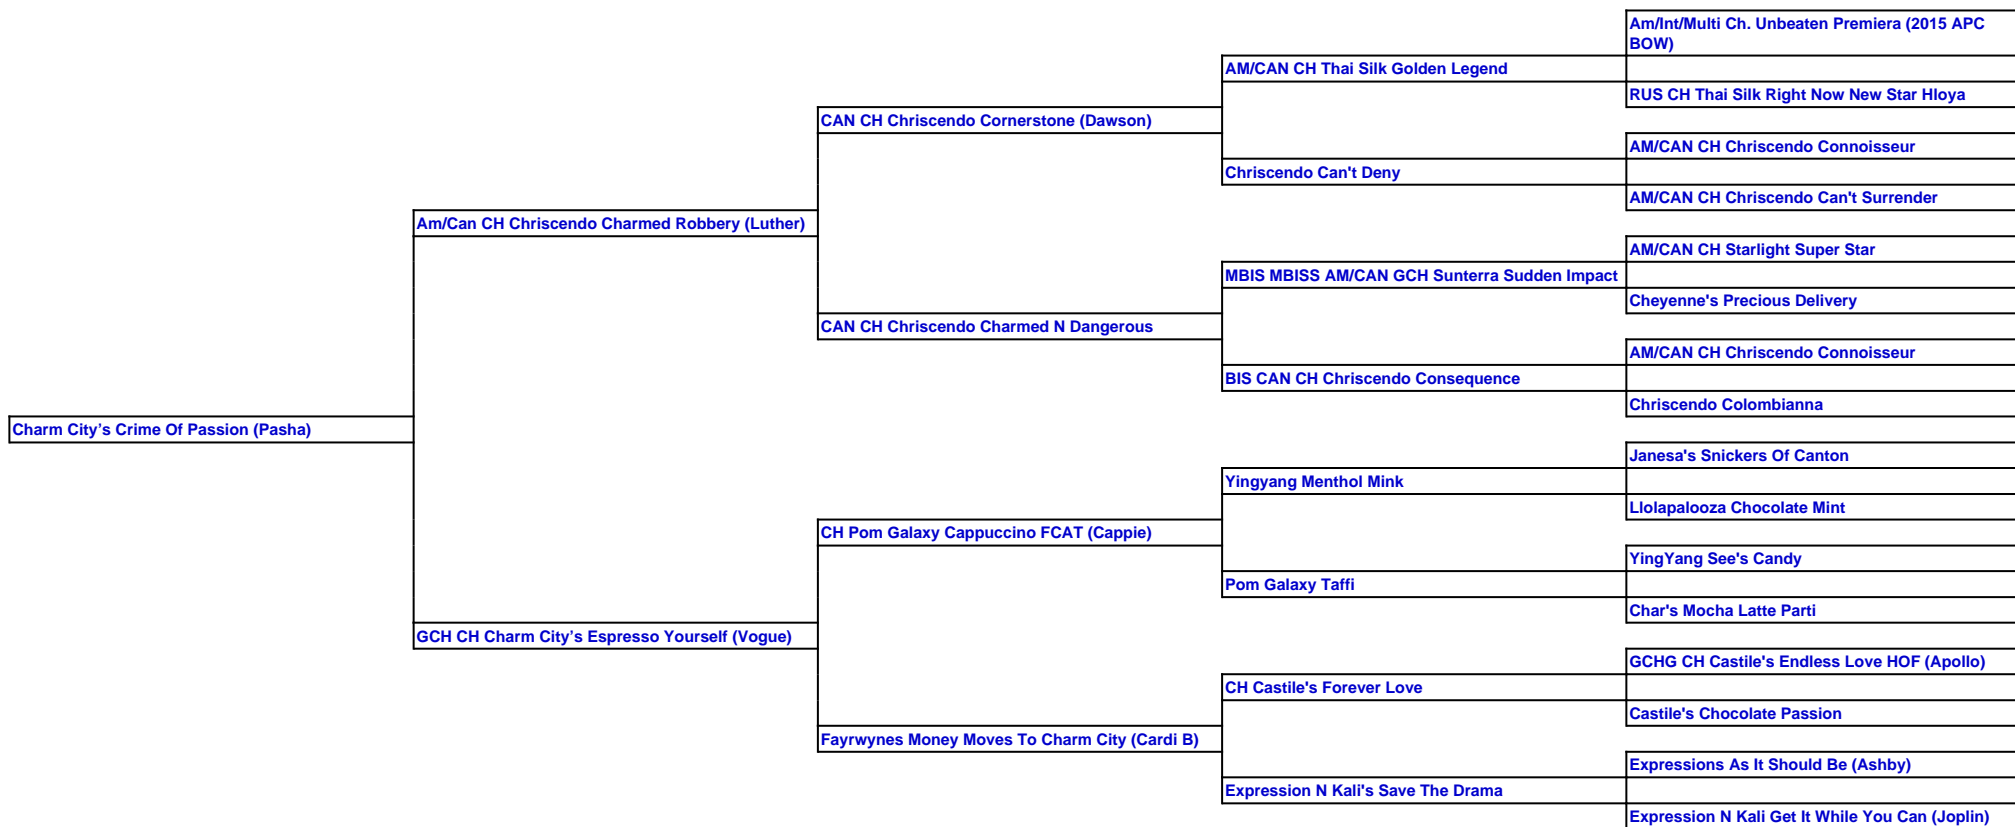 Am/Int/Multi Ch. Unbeaten Premiera (2015 APC
BOW)
AM/CAN CH Thai Silk Golden Legend
RUS CH Thai Silk Right Now New Star Hloya
CAN CH Chriscendo Cornerstone (Dawson)
AM/CAN CH Chriscendo Connoisseur
Chriscendo Can't Deny
AM/CAN CH Chriscendo Can't Surrender
Am/Can CH Chriscendo Charmed Robbery (Luther)
AM/CAN CH Starlight Super Star
MBIS MBISS AM/CAN GCH Sunterra Sudden Impact
Cheyenne's Precious Delivery
CAN CH Chriscendo Charmed N Dangerous
AM/CAN CH Chriscendo Connoisseur
BIS CAN CH Chriscendo Consequence
Chriscendo Colombianna
Charm City’s Crime Of Passion (Pasha)
Janesa's Snickers Of Canton
Yingyang Menthol Mink
Llolapalooza Chocolate Mint
CH Pom Galaxy Cappuccino FCAT (Cappie)
YingYang See's Candy
Pom Galaxy Taffi
Char's Mocha Latte Parti
GCH CH Charm City’s Espresso Yourself (Vogue)
GCHG CH Castile's Endless Love HOF (Apollo)
CH Castile's Forever Love
Castile's Chocolate Passion
Fayrwynes Money Moves To Charm City (Cardi B)
Expressions As It Should Be (Ashby)
Expression N Kali's Save The Drama
Expression N Kali Get It While You Can (Joplin)